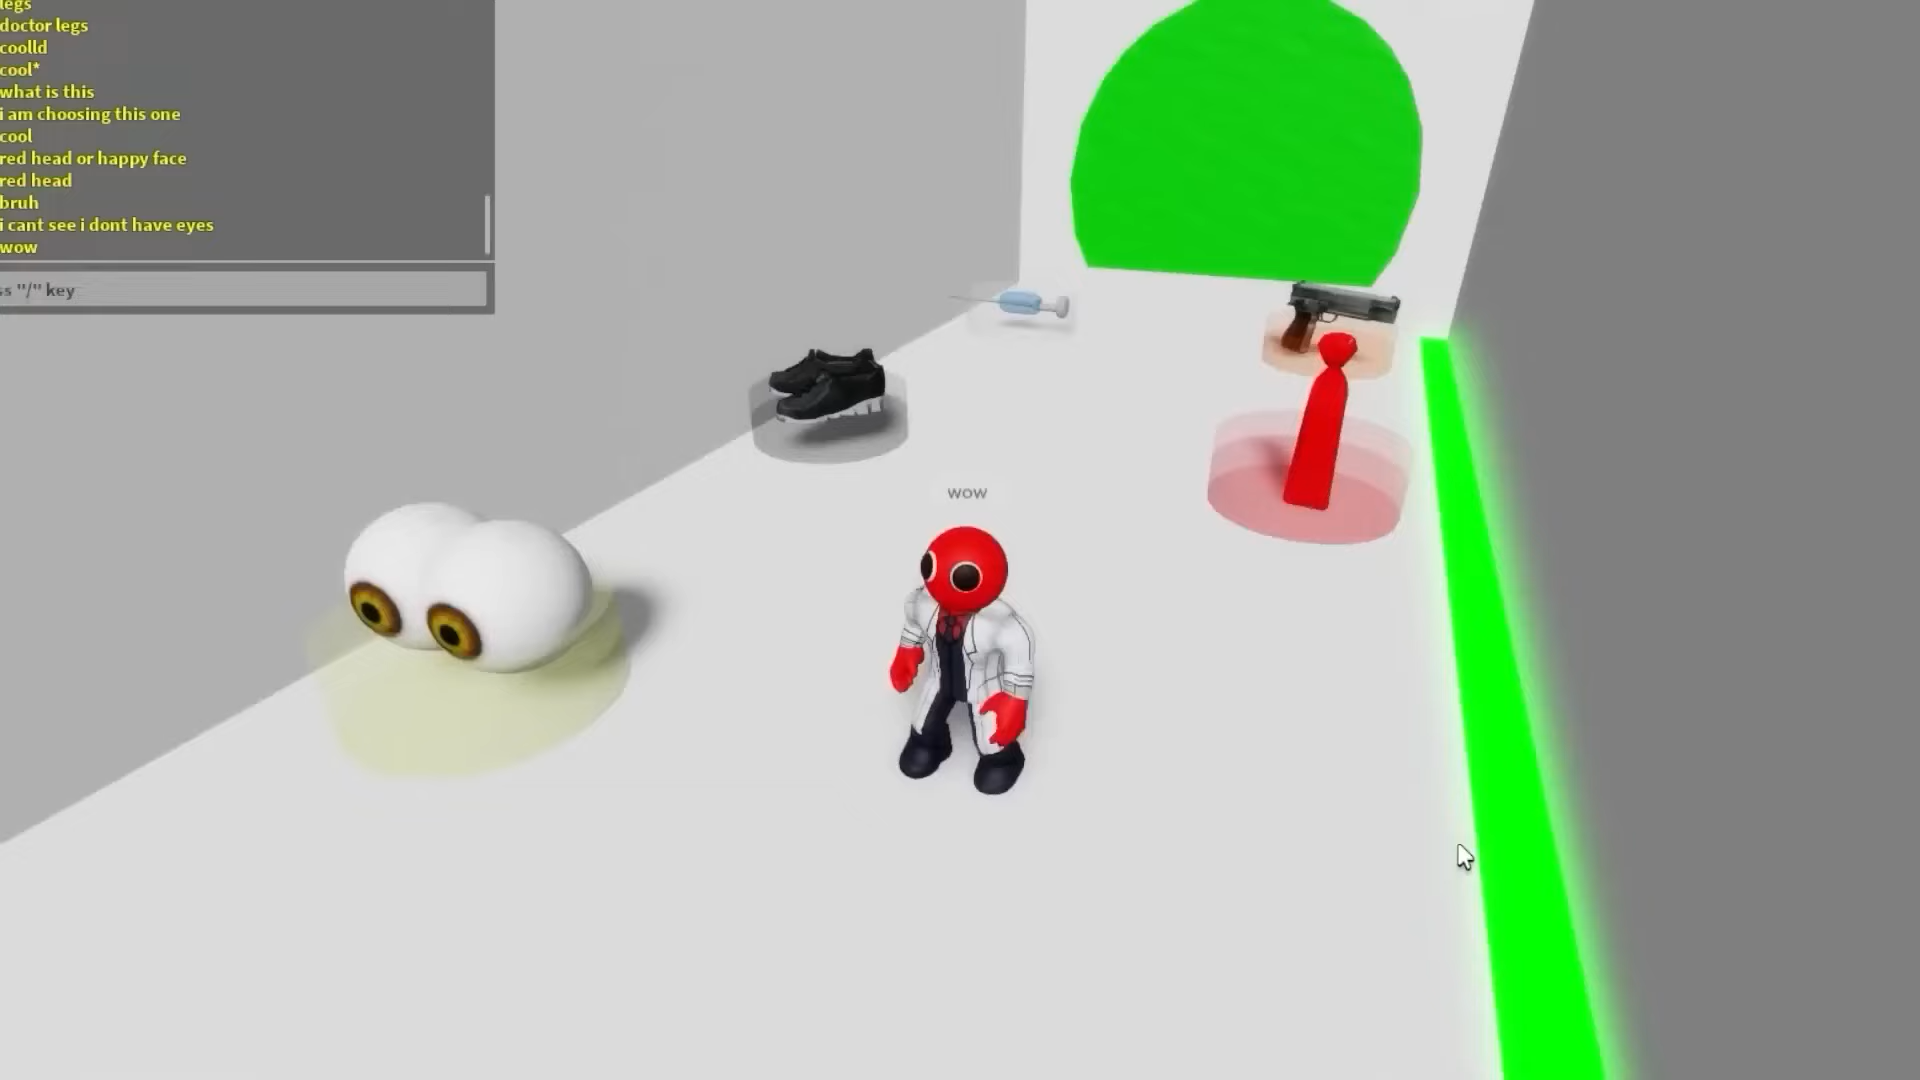 legs
doctor legs
coolld
cool*
what is this
i am choosing this one
cool
red head or happy face
red head
bruh
i cant see i dont have eyes
wow
ss "/" key
wow